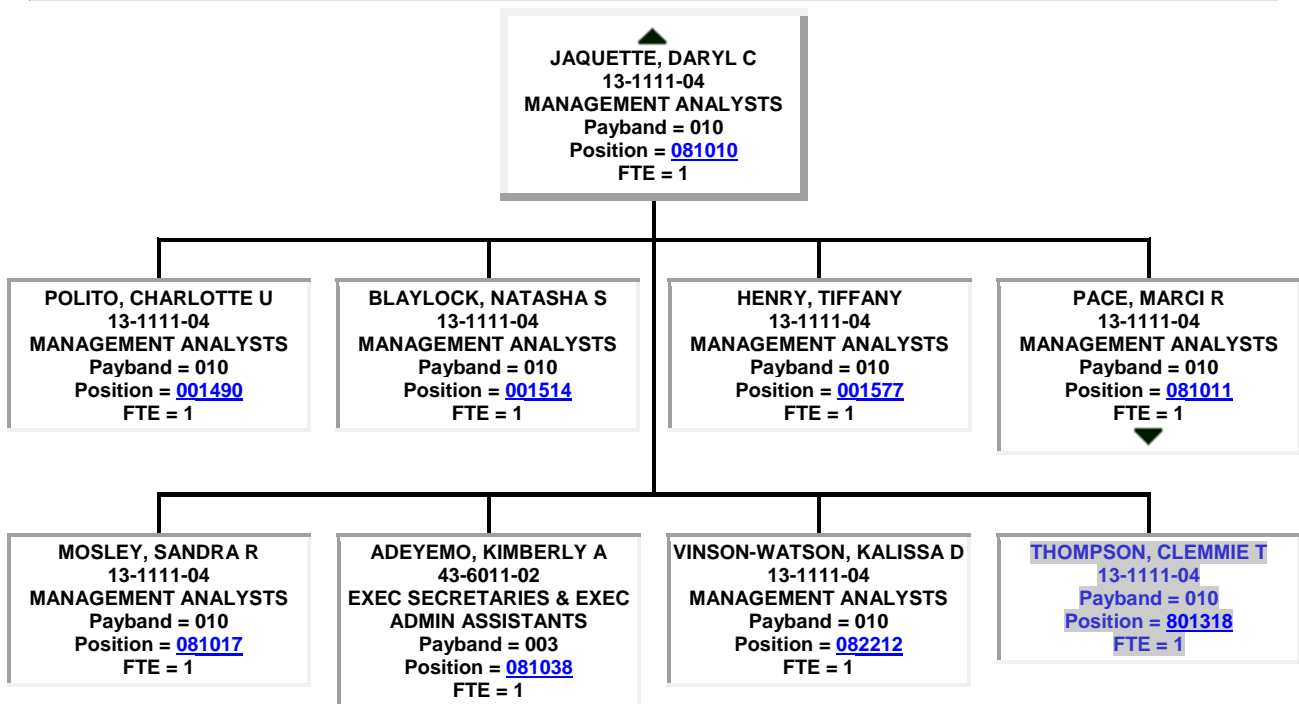 JAQUETTE, DARYL C
13-1111-04
MANAGEMENT ANALYSTS
Payband = 010
Position = 081010
FTE = 1
POLITO, CHARLOTTE U
13-1111-04
MANAGEMENT ANALYSTS
Payband = 010
Position = 001490
FTE = 1
BLAYLOCK, NATASHA S
13-1111-04
MANAGEMENT ANALYSTS
Payband = 010
Position = 001514
FTE = 1
HENRY, TIFFANY
13-1111-04
MANAGEMENT ANALYSTS
Payband = 010
Position = 001577
FTE = 1
PACE, MARCI R
13-1111-04
MANAGEMENT ANALYSTS
Payband = 010
Position = 081011
FTE = 1
MOSLEY, SANDRA R
13-1111-04
MANAGEMENT ANALYSTS
Payband = 010
Position = 081017
FTE = 1
ADEYEMO, KIMBERLY A
43-6011-02
EXEC SECRETARIES & EXEC
ADMIN ASSISTANTS
Payband = 003
Position = 081038
FTE = 1
VINSON-WATSON, KALISSA D
13-1111-04
MANAGEMENT ANALYSTS
Payband = 010
Position = 082212
FTE = 1
THOMPSON, CLEMMIE T
13-1111-04
Payband = 010
Position = 801318
FTE = 1